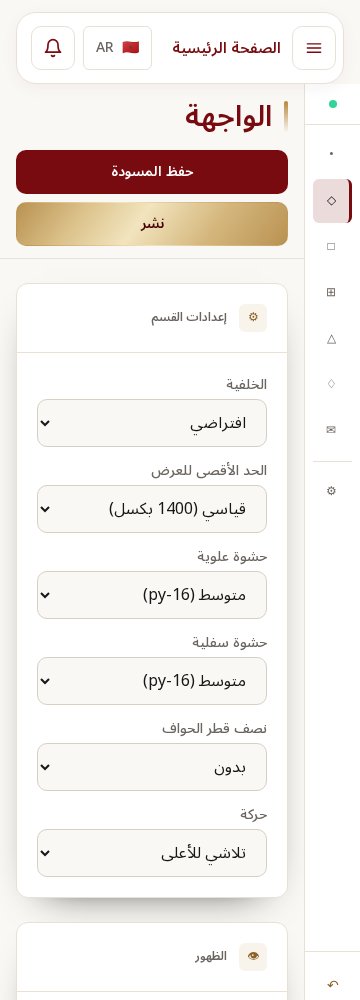 الصفحة الرئيسية
AR
الواجهة
حفظ المسودة
نشر
إعدادات القسم
الخلفية
افتراضي
الحد الأقصى للعرض
قياسي (1400 بكسل)
حشوة علوية
متوسط (py-16)
حشوة سفلية
متوسط (py-16)
نصف قطر الحواف
بدون
حركة
تلاشي للأعلى
الظهور